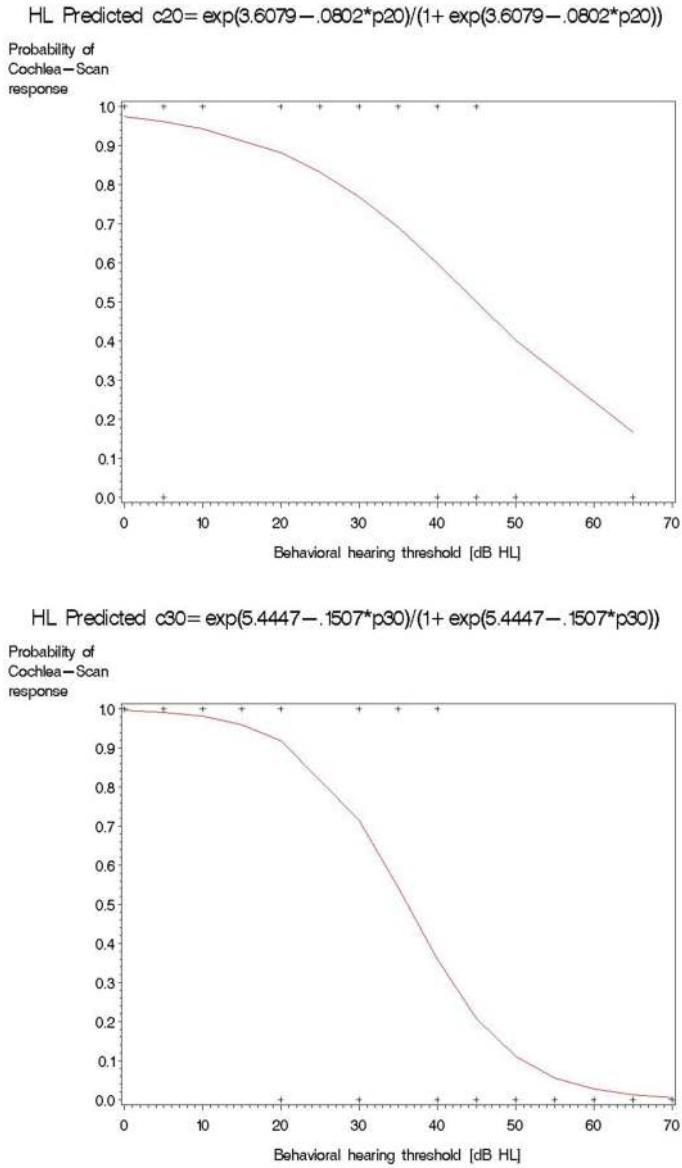 HL Predicted c20=exp(3.6079−.0802*p20)/(1+exp(3.6079−.0802*p20))
Probability of
Cochlea−Scan
response
1.0
0.9
0.8
0.7
0.6
0.5
0.4
0.3
0.2
0.1
0.0
0 10 20 30 40 50 60 70
Behavioral hearing threshold [dB HL]
HL Predicted c30=exp(5.4447−.1507*p30)/(1+exp(5.4447−.1507*p30))
Probability of
Cochlea−Scan
response
1.0
0.9
0.8
0.7
0.6
0.5
0.4
0.3
0.2
0.1
0.0
0 10 20 30 40 50 60 70
Behavioral hearing threshold [dB HL]